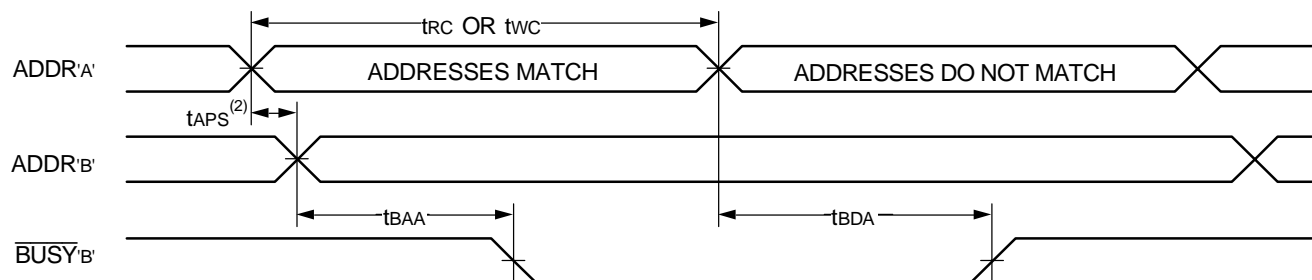 tRC OR tWC
ADDR'A'
ADDRESSES MATCH
ADDRESSES DO NOT MATCH
tAPS(2)
ADDR'B'
tBAA
tBDA
BUSY'B'